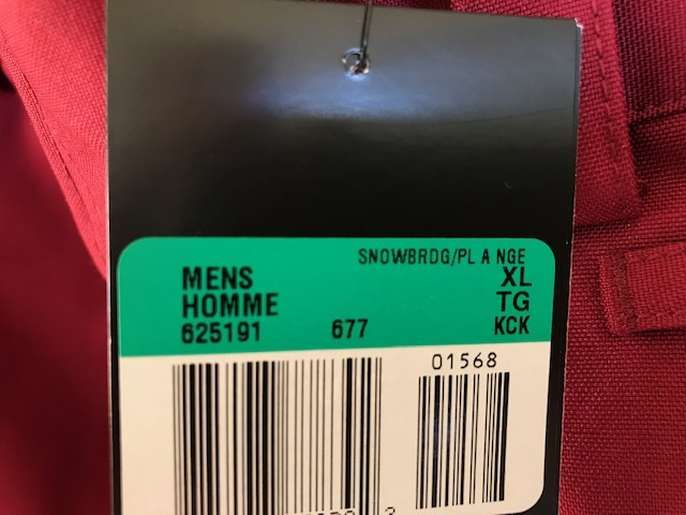 SNOWBRDG/PL A NGE
MENS XL
HOMME TG
625191 677 KCK
01568